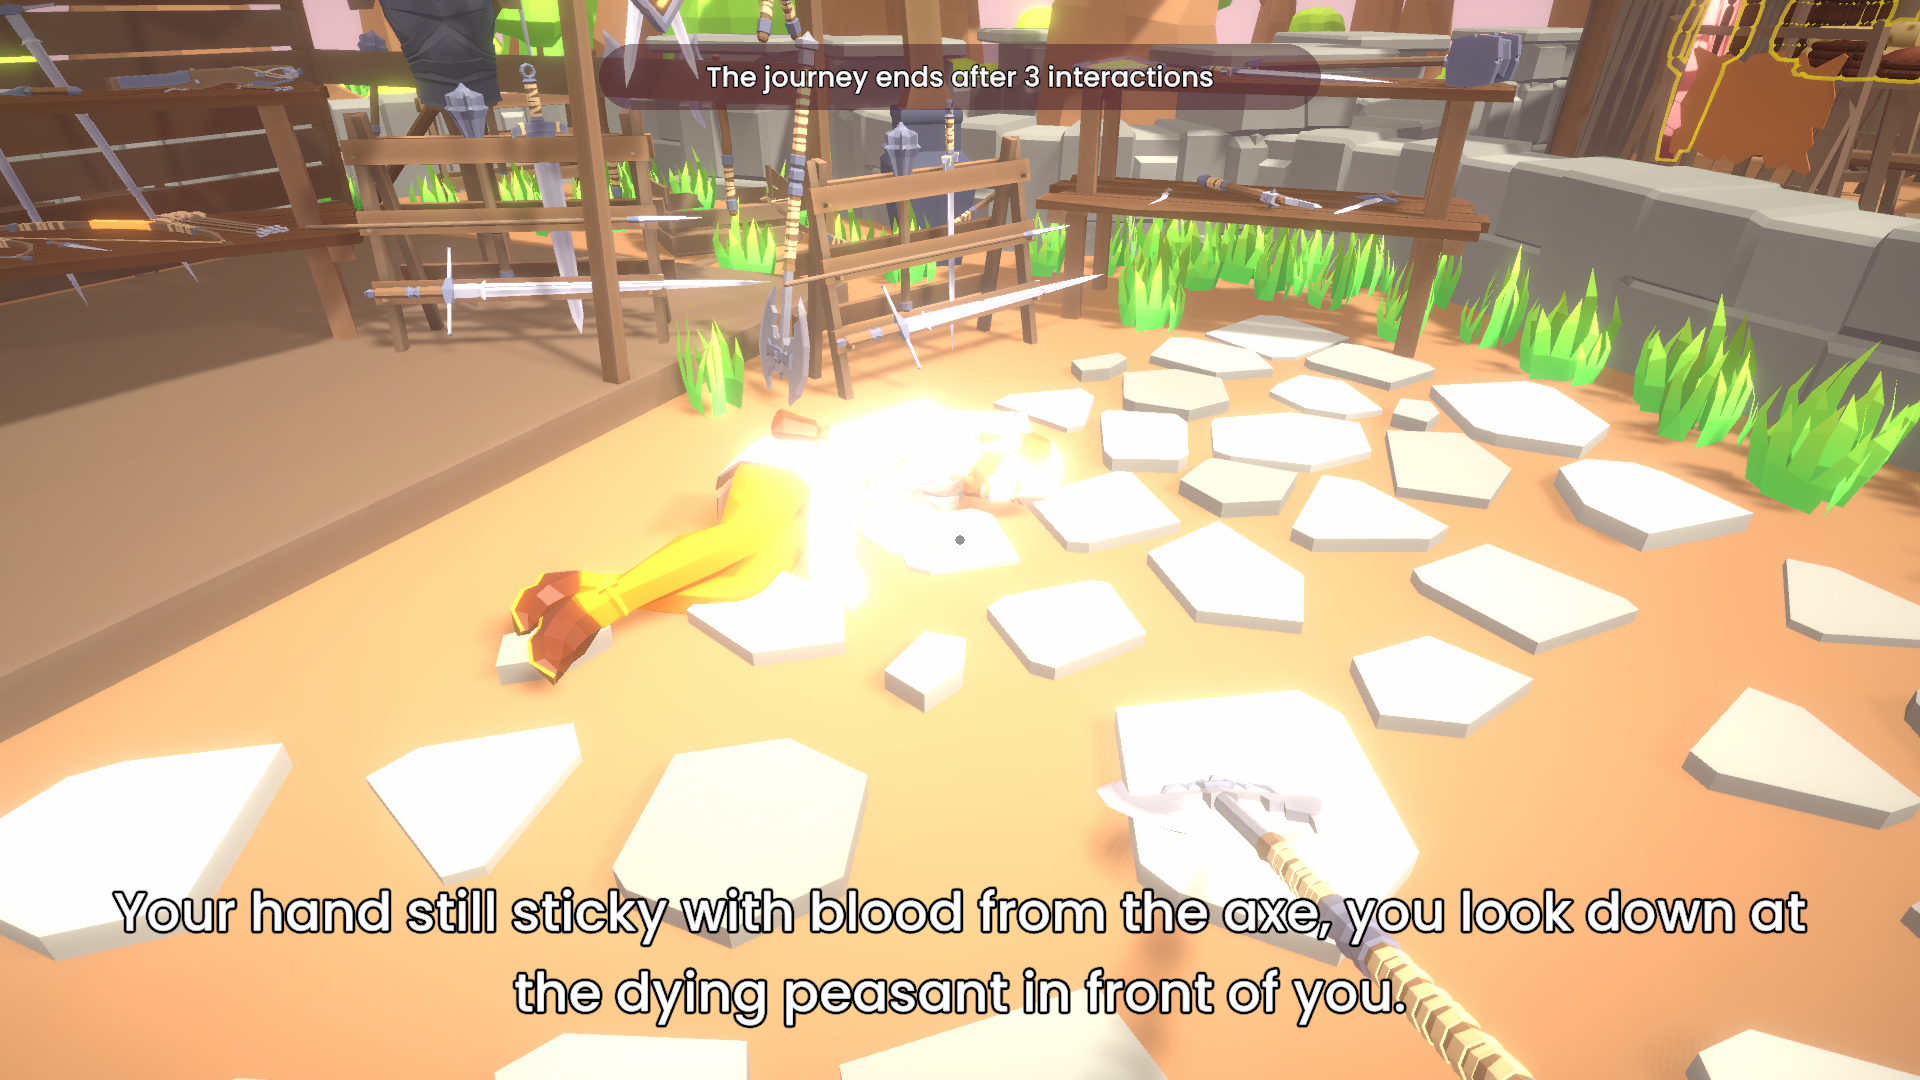 The journey ends after 3 interactions
Your hand still sticky with blood from the axe, you look down at
the dying peasant in front of you.